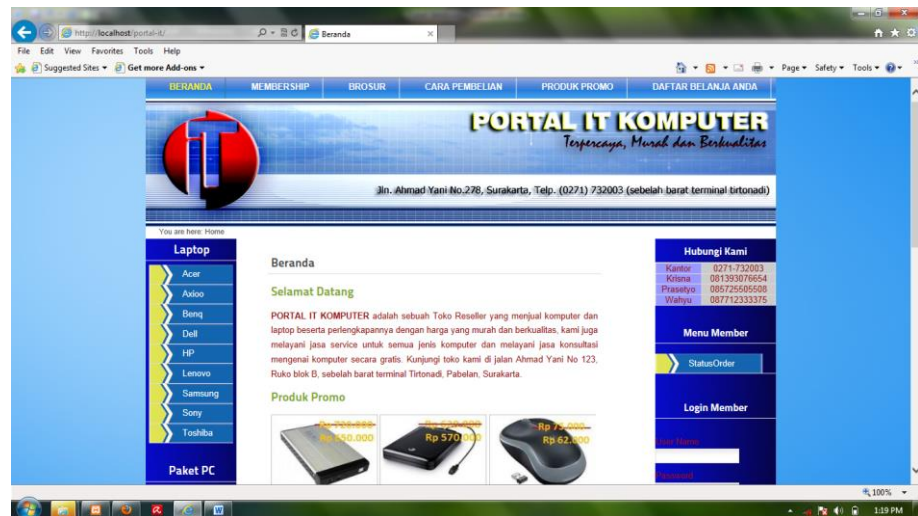 http://localhost/portal-it/
Beranda
File Edit View Favorites Tools Help
Suggested Sites Get more Add-ons
Page Safety Tools
BERANDA MEMBERSHIP BROSUR CARA PEMBELIAN PRODUK PROMO DAFTAR BELANJA ANDA
IT
PORTAL IT KOMPUTER
Terpercaya, Murah dan Berkualitas
Jln. Ahmad Yani No.278, Surakarta, Telp. (0271) 732003 (sebelah barat terminal tirtonadi)
You are here: Home
Laptop
Acer
Axioo
Benq
Dell
HP
Lenovo
Samsung
Sony
Toshiba
Paket PC
Beranda
Selamat Datang
PORTAL IT KOMPUTER adalah sebuah Toko Reseller yang menjual komputer dan
laptop beserta perlengkapannya dengan harga yang murah dan berkualitas, kami juga
melayani jasa service untuk semua jenis komputer dan melayani jasa konsultasi
mengenai komputer secara gratis. Kunjungi toko kami di jalan Ahmad Yani No 123,
Ruko blok B, sebelah barat terminal Tirtonadi, Pabelan, Surakarta.
Produk Promo
Rp 550.000
Rp 570.000
Rp 75.000
Rp 62.000
Hubungi Kami
Kantor 0271-732003
Krisna 081393076654
Prasetyo 085725505508
Wahyu 087712333375
Menu Member
StatusOrder
Login Member
User Name
Password
100%
1:19 PM